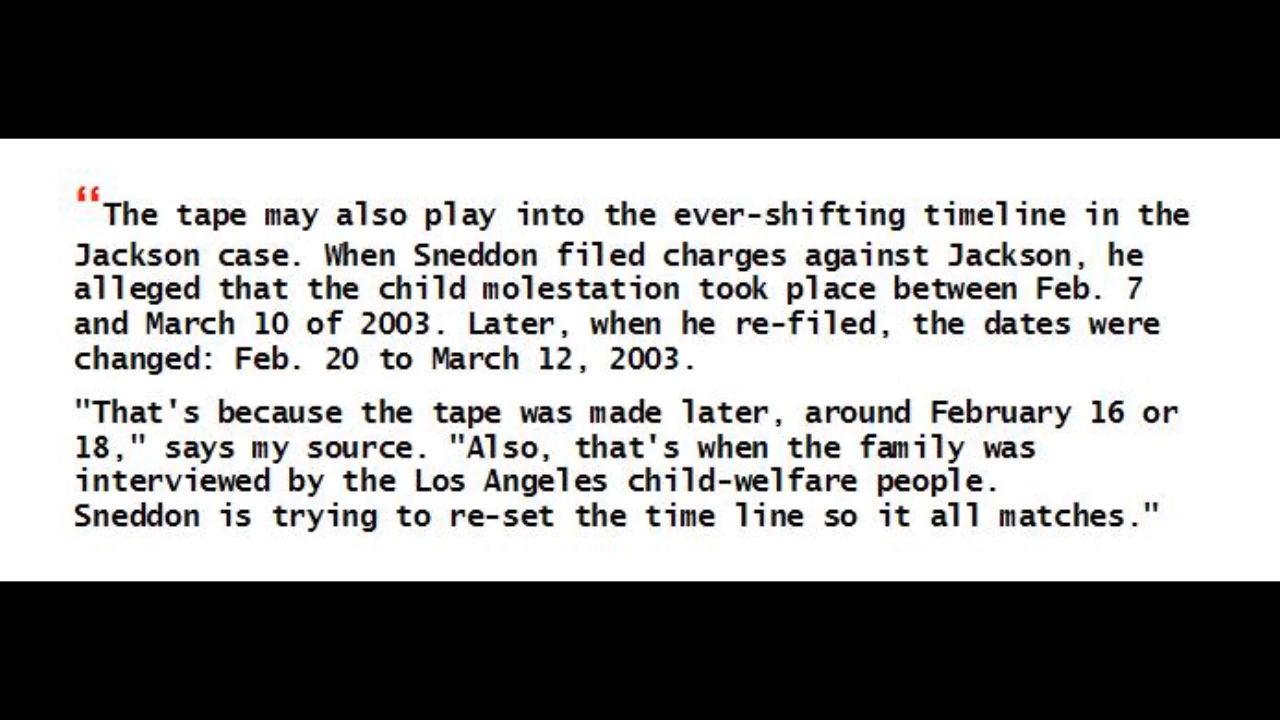 “The tape may also play into the ever-shifting timeline in the
Jackson case. When Sneddon filed charges against Jackson, he
alleged that the child molestation took place between Feb. 7
and March 10 of 2003. Later, when he re-filed, the dates were
changed: Feb. 20 to March 12, 2003.
"That's because the tape was made later, around February 16 or
18," says my source. "Also, that's when the family was
interviewed by the Los Angeles child-welfare people.
Sneddon is trying to re-set the time line so it all matches."